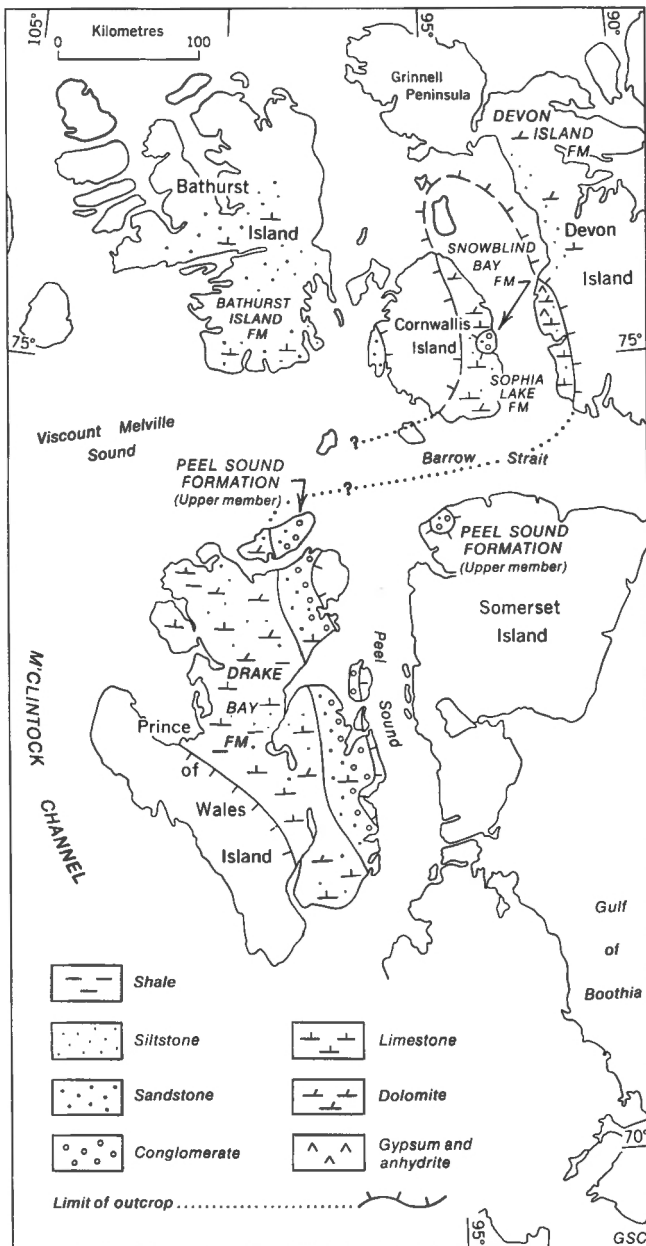 105°
95°
90°
Kilometres
0 100
Grinnell
Peninsula
DEVON
ISLAND
FM
Bathurst
Island
Devon
Island
SNOWBLIND
BAY
FM
BATHURST
ISLAND
FM
Cornwallis
Island
75°
75°
SOPHIA
LAKE
FM
Viscount Melville
Sound
?
Barrow Strait
?
PEEL SOUND
FORMATION
(Upper member)
PEEL SOUND
FORMATION
(Upper member)
Somerset
Island
Peel
Sound
DRAKE
BAY
FM
M'CLINTOCK
CHANNEL
Prince
of
Wales
Island
Gulf
of
Boothia
Shale
Siltstone
Limestone
Sandstone
Dolomite
Conglomerate
Gypsum and
anhydrite
70°
Limit of outcrop
95°
GSC